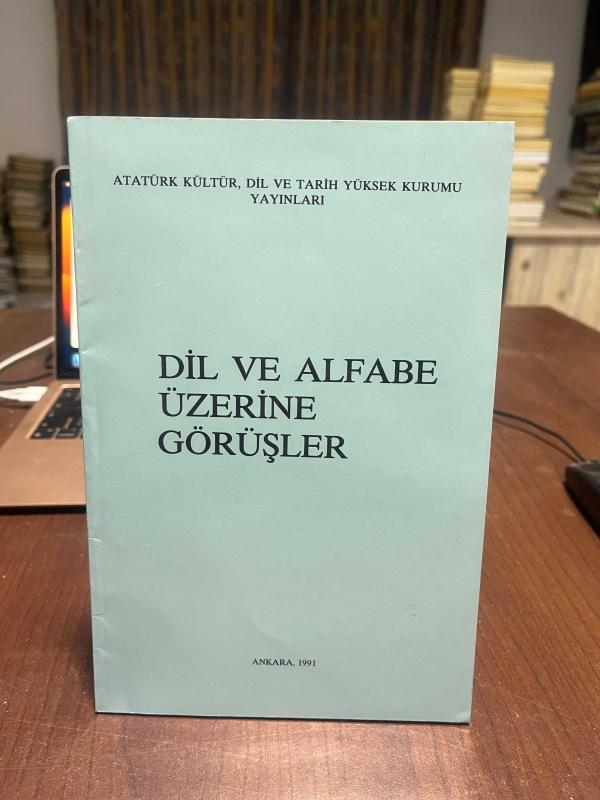 ATATÜRK KÜLTÜR, DİL VE TARİH YÜKSEK KURUMU
YAYINLARI
DİL VE ALFABE
ÜZERİNE
GÖRÜŞLER
ANKARA, 1991